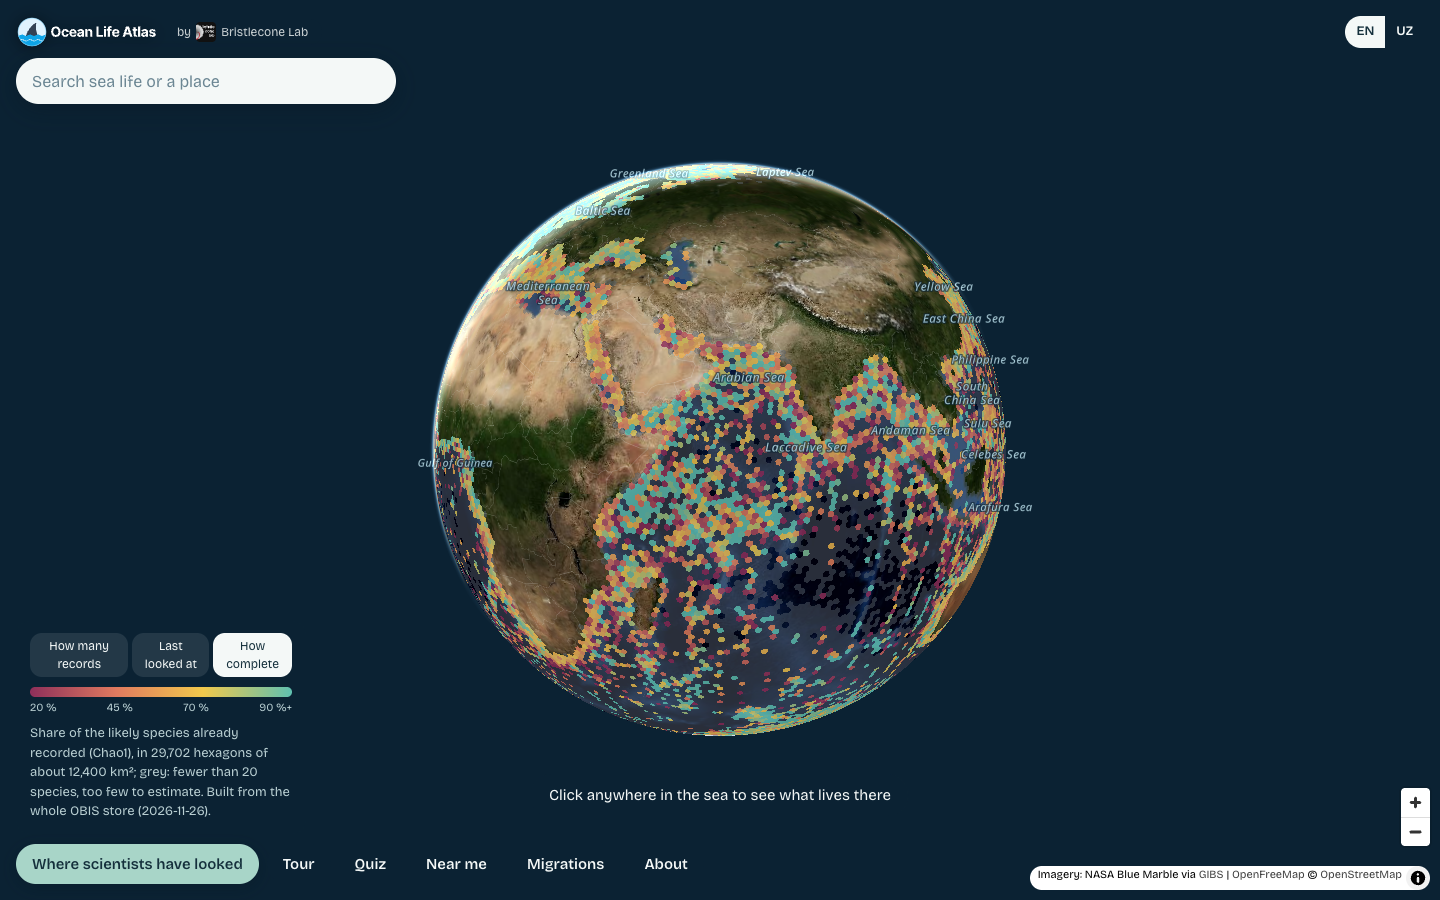 Ocean Life Atlas
by Bristlecone Lab
EN
UZ
Search sea life or a place
Greenland Sea
Laptev Sea
Baltic Sea
Mediterranean
Sea
Yellow Sea
East China Sea
Philippine Sea
Arabian Sea
South
China Sea
Sulu Sea
Andaman Sea
Laccadive Sea
Celebes Sea
Gulf of Guinea
Arafura Sea
How many
records
Last
looked at
How
complete
20 %
45 %
70 %
90 %+
Share of the likely species already
recorded (Chao1), in 29,702 hexagons of
about 12,400 km²; grey: fewer than 20
species, too few to estimate. Built from the
whole OBIS store (2026-11-26).
Click anywhere in the sea to see what lives there
+
−
Where scientists have looked
Tour
Quiz
Near me
Migrations
About
Imagery: NASA Blue Marble via GIBS | OpenFreeMap © OpenStreetMap